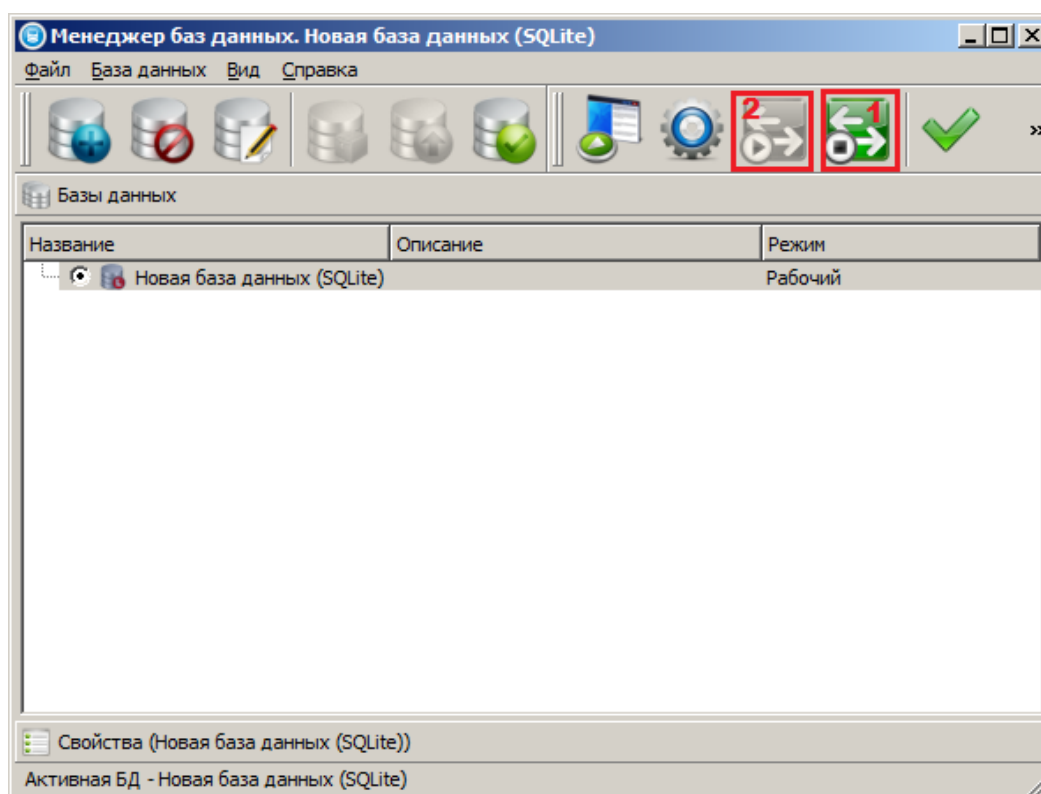 Менеджер баз данных. Новая база данных (SQLite)
Файл База данных Вид Справка
2 1
Базы данных
Название Описание Режим
Новая база данных (SQLite) Рабочий
Свойства (Новая база данных (SQLite))
Активная БД - Новая база данных (SQLite)